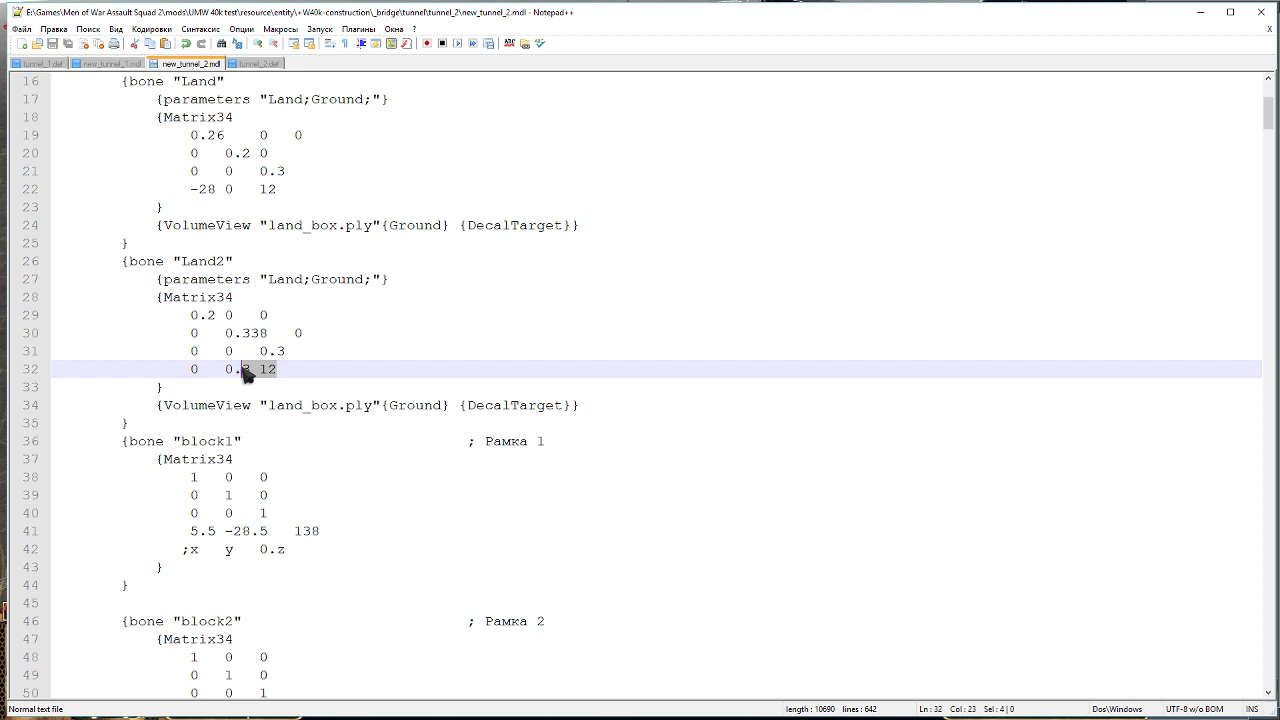 E:\Games\Men of War Assault Squad 2\mods\UMW 40k test\resource\entity\+W40k-construction\_bridge\tunnel\tunnel_2\new_tunnel_2.mdl - Notepad++
Файл Правка Поиск Вид Кодировки Синтаксис Опции Макросы Запуск Плагины Окна ? X
tunnel_1.def new_tunnel_1.mdl new_tunnel_2.mdl tunnel_2.def
16 {bone "Land"
17 {parameters "Land;Ground;"}
18 {Matrix34
19 0.26 0 0
20 0 0.2 0
21 0 0 0.3
22 -28 0 12
23 }
24 {VolumeView "land_box.ply"{Ground} {DecalTarget}}
25 }
26 {bone "Land2"
27 {parameters "Land;Ground;"}
28 {Matrix34
29 0.2 0 0
30 0 0.338 0
31 0 0 0.3
32 0 0. 12
33 }
34 {VolumeView "land_box.ply"{Ground} {DecalTarget}}
35 }
36 {bone "block1" ; Рамка 1
37 {Matrix34
38 1 0 0
39 0 1 0
40 0 0 1
41 5.5 -28.5 138
42 ;x y 0.z
43 }
44 }
45
46 {bone "block2" ; Рамка 2
47 {Matrix34
48 1 0 0
49 0 1 0
50 0 0 1
Normal text file length : 10690 lines : 642 Ln : 32 Col : 23 Sel : 4 | 0 Dos\Windows UTF-8 w/o BOM INS